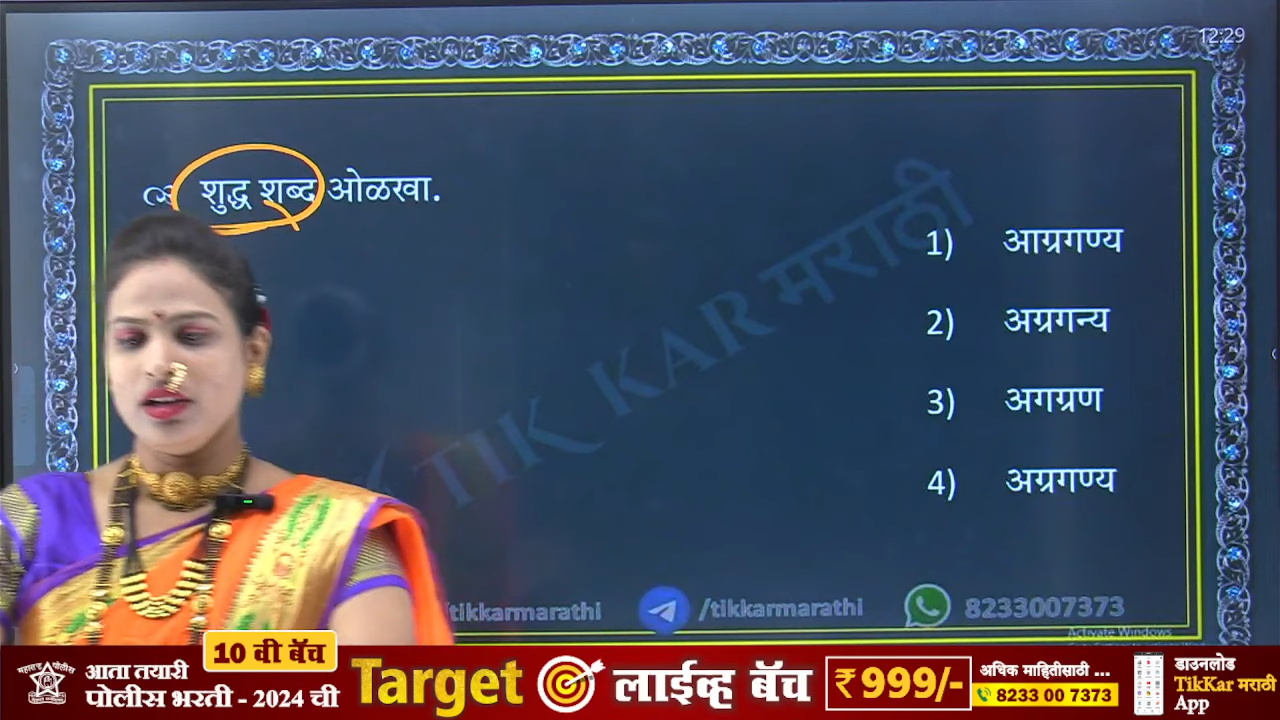 12:29
शुद्ध शब्द ओळखा.
1) आग्रगण्य
2) अग्रगन्य
3) अगग्रण
4) अग्रगण्य
TIK KAR मराठी
/tikkarmarathi
/tikkarmarathi
8233007373
Activate Windows
10 वी बॅच
महाराष्ट्र पोलीस
आता तयारी
पोलीस भरती - 2024 ची
Target लाईव्ह बॅच
₹999/-
अधिक माहितीसाठी ...
8233 00 7373
डाउनलोड
TikKar मराठी
App